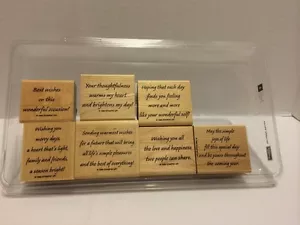 Best wishes
on this
wonderful occasion!
Your thoughtfulness
warms my heart
and brightens my day!
Hoping that each day
finds you feeling
more and more
like your wonderful self!
Wishing you
merry days,
a heart that's light,
family and friends,
a season bright!
Sending warmest wishes
for a future that will bring
all life's simple pleasures
and the best of everything!
Wishing you all
the love and happiness
two people can share.
May the simple
joys of life
fill this special day
and be yours throughout
the coming year.